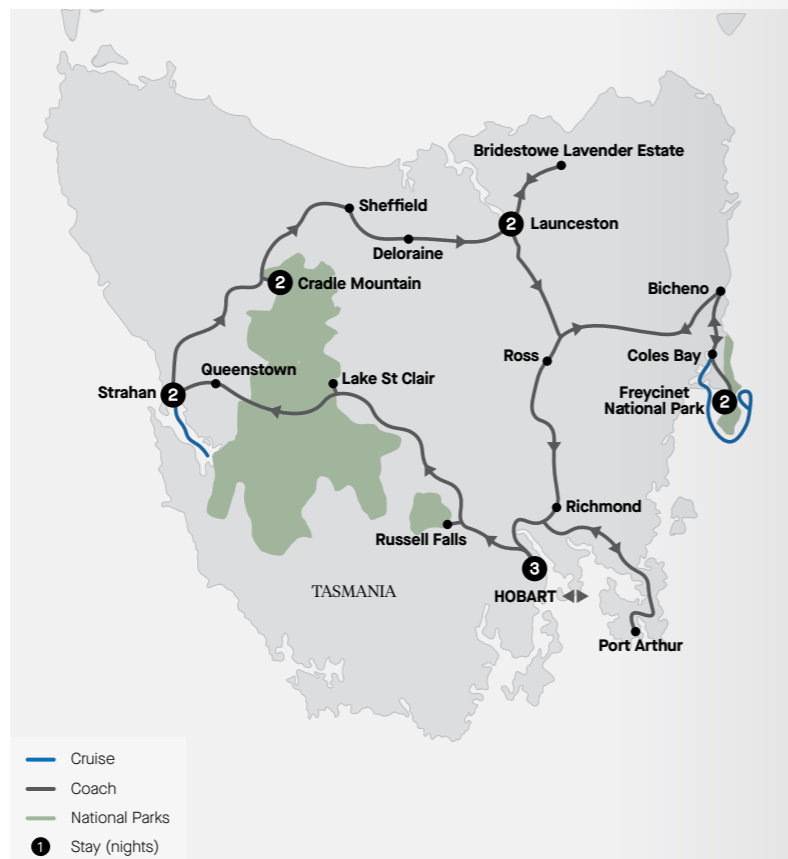 Bridestowe Lavender Estate
Sheffield
2
Launceston
Deloraine
2
Cradle Mountain
Bicheno
Ross
Coles Bay
Queenstown
Lake St Clair
Strahan
2
Freycinet
National Park
2
Richmond
Russell Falls
3
TASMANIA
HOBART
Port Arthur
Cruise
Coach
National Parks
1
Stay (nights)